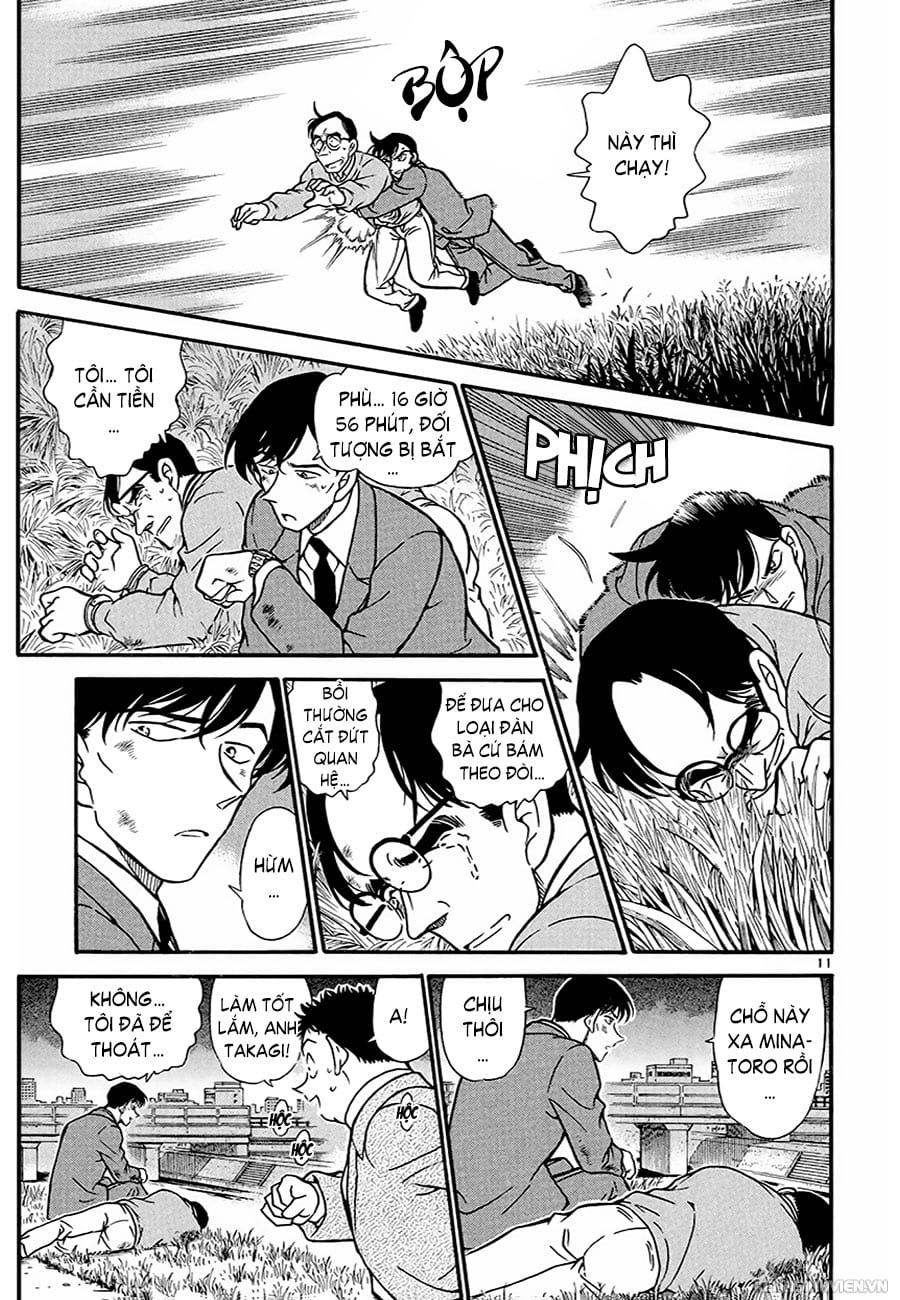 BỘP
NÀY THÌ
CHẠY!
PHỊCH
PHÙ... 16 GIỜ
56 PHÚT, ĐỐI
TƯỢNG BỊ BẮT
...
TÔI... TÔI
CẦN TIỀN
...
ĐỂ ĐƯA CHO
LOẠI ĐÀN
BÀ CỨ BÁM
THEO ĐÒI...
BỒI
THƯỜNG
CẮT ĐỨT
QUAN
HỆ...
HỪM
...
11
CHỖ NÀY
XA MINA-
TORO RỒI
...
CHỊU
THÔI
...
A!
LÀM TỐT
LẮM, ANH
TAKAGI!
HỘC
HỘC
HỘC
KHÔNG...
TÔI ĐÃ ĐỂ
THOÁT...